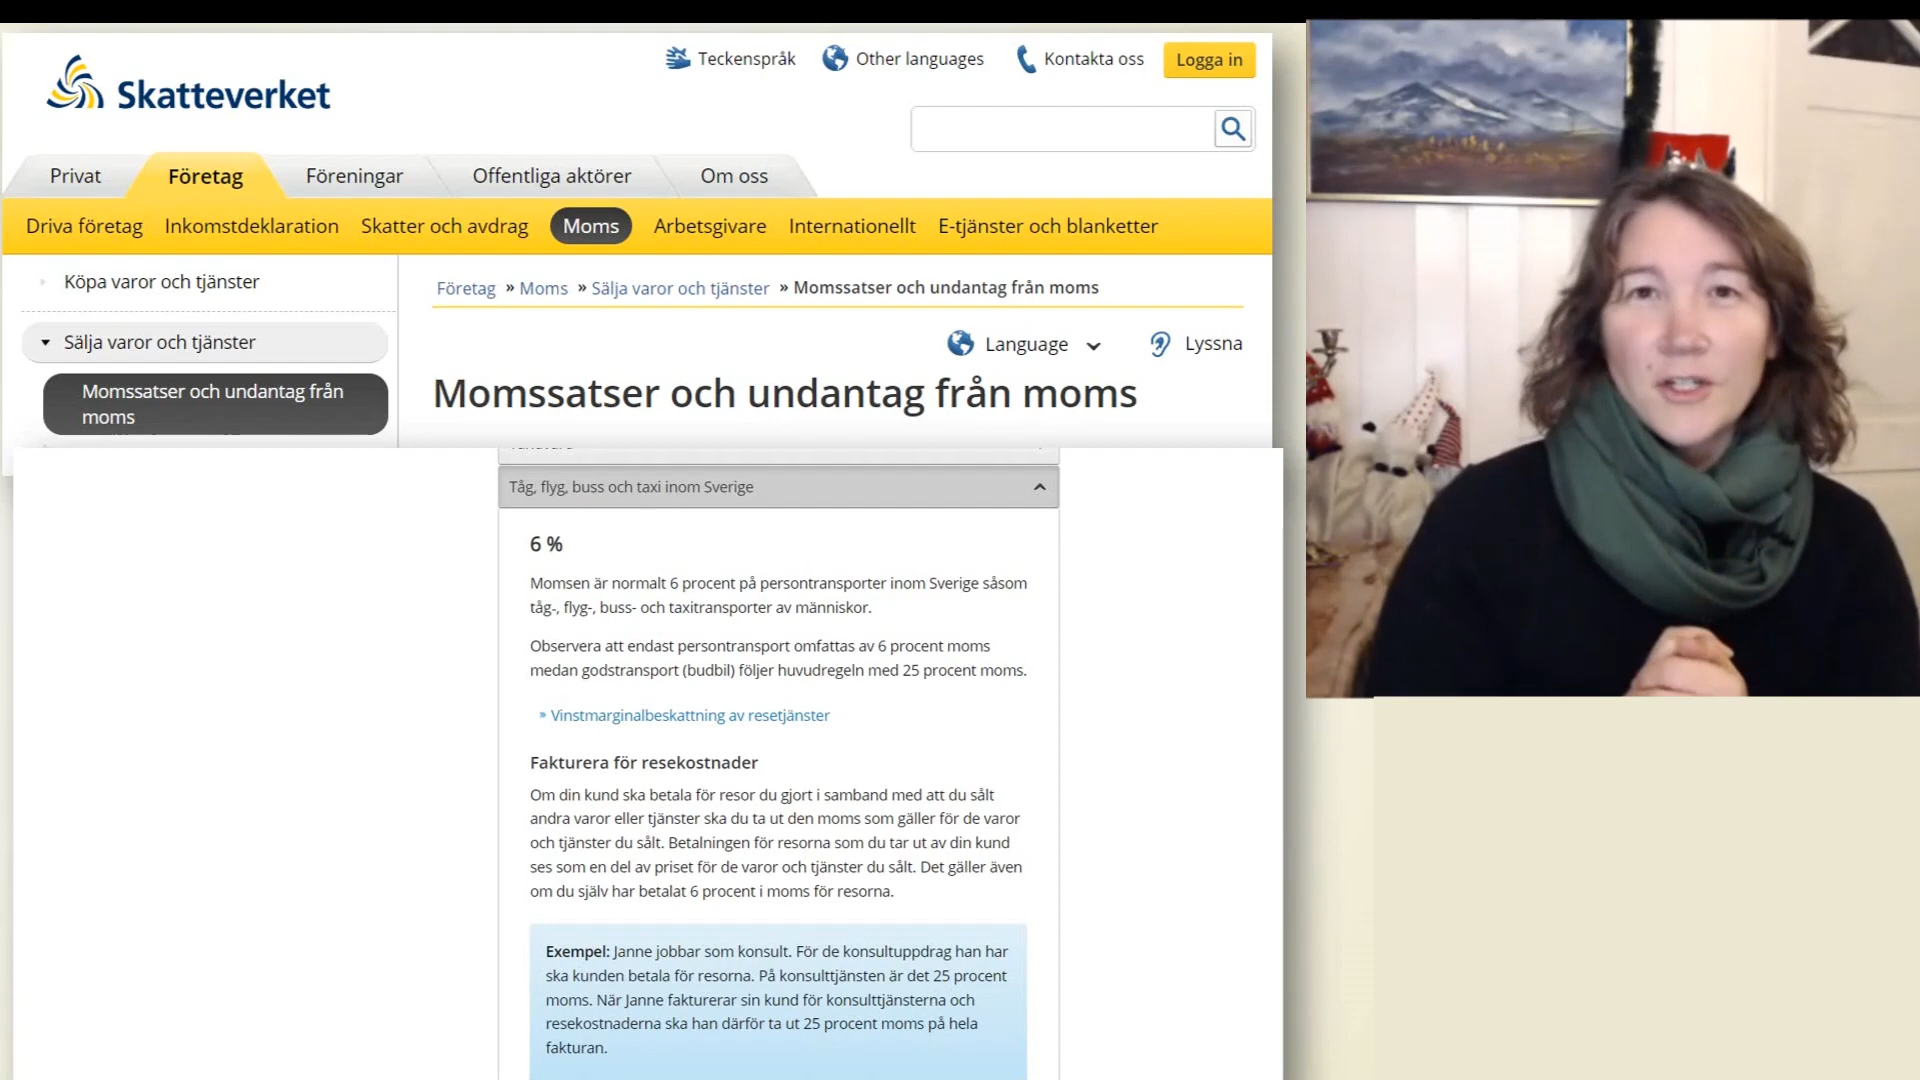 Teckenspråk
Other languages
Kontakta oss
Logga in
Skatteverket
Privat
Företag
Föreningar
Offentliga aktörer
Om oss
Driva företag
Inkomstdeklaration
Skatter och avdrag
Moms
Arbetsgivare
Internationellt
E-tjänster och blanketter
Köpa varor och tjänster
Sälja varor och tjänster
Momssatser och undantag från
moms
Företag » Moms » Sälja varor och tjänster » Momssatser och undantag från moms
Language
Lyssna
Momssatser och undantag från moms
Tåg, flyg, buss och taxi inom Sverige
6 %
Momsen är normalt 6 procent på persontransporter inom Sverige såsom
tåg-, flyg-, buss- och taxitransporter av människor.
Observera att endast persontransport omfattas av 6 procent moms
medan godstransport (budbil) följer huvudregeln med 25 procent moms.
» Vinstmarginalbeskattning av resetjänster
Fakturera för resekostnader
Om din kund ska betala för resor du gjort i samband med att du sålt
andra varor eller tjänster ska du ta ut den moms som gäller för de varor
och tjänster du sålt. Betalningen för resorna som du tar ut av din kund
ses som en del av priset för de varor och tjänster du sålt. Det gäller även
om du själv har betalat 6 procent i moms för resorna.
Exempel: Janne jobbar som konsult. För de konsultuppdrag han har
ska kunden betala för resorna. På konsulttjänsten är det 25 procent
moms. När Janne fakturerar sin kund för konsulttjänsterna och
resekostnaderna ska han därför ta ut 25 procent moms på hela
fakturan.